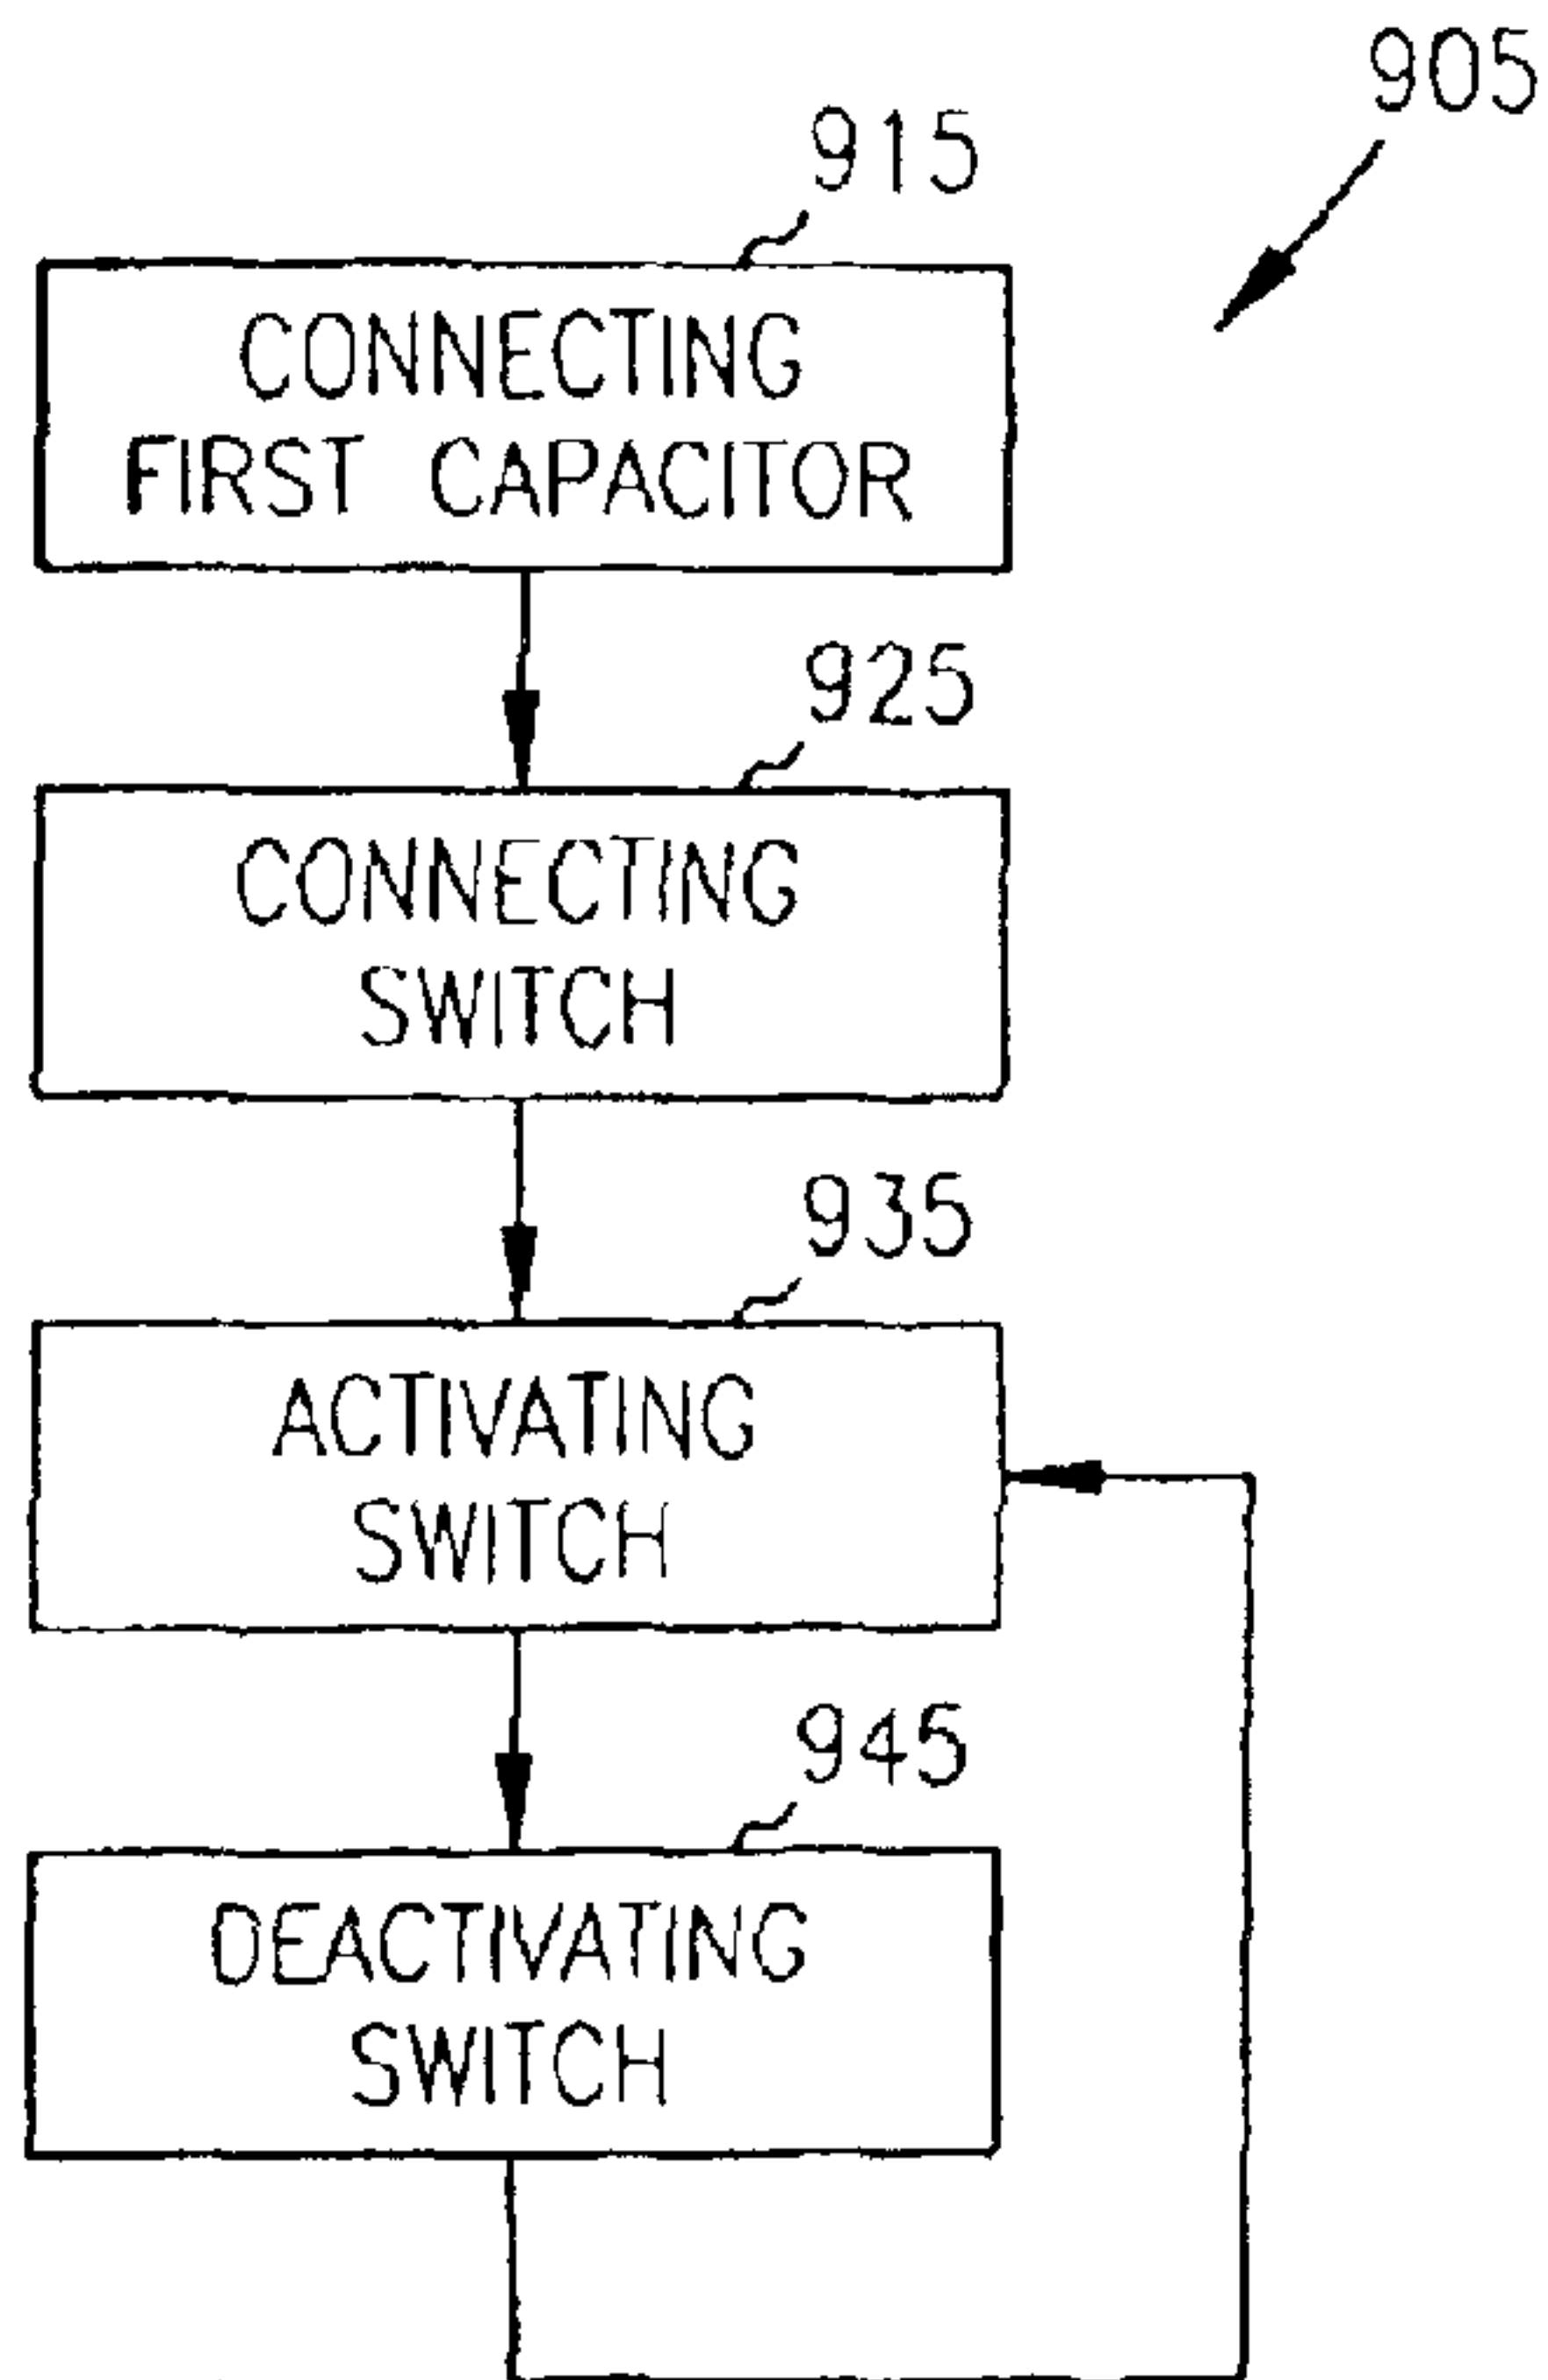 905
915
CONNECTING
FIRST CAPACITOR
925
CONNECTING
SWITCH
935
ACTIVATING
SWITCH
945
DEACTIVATING
SWITCH